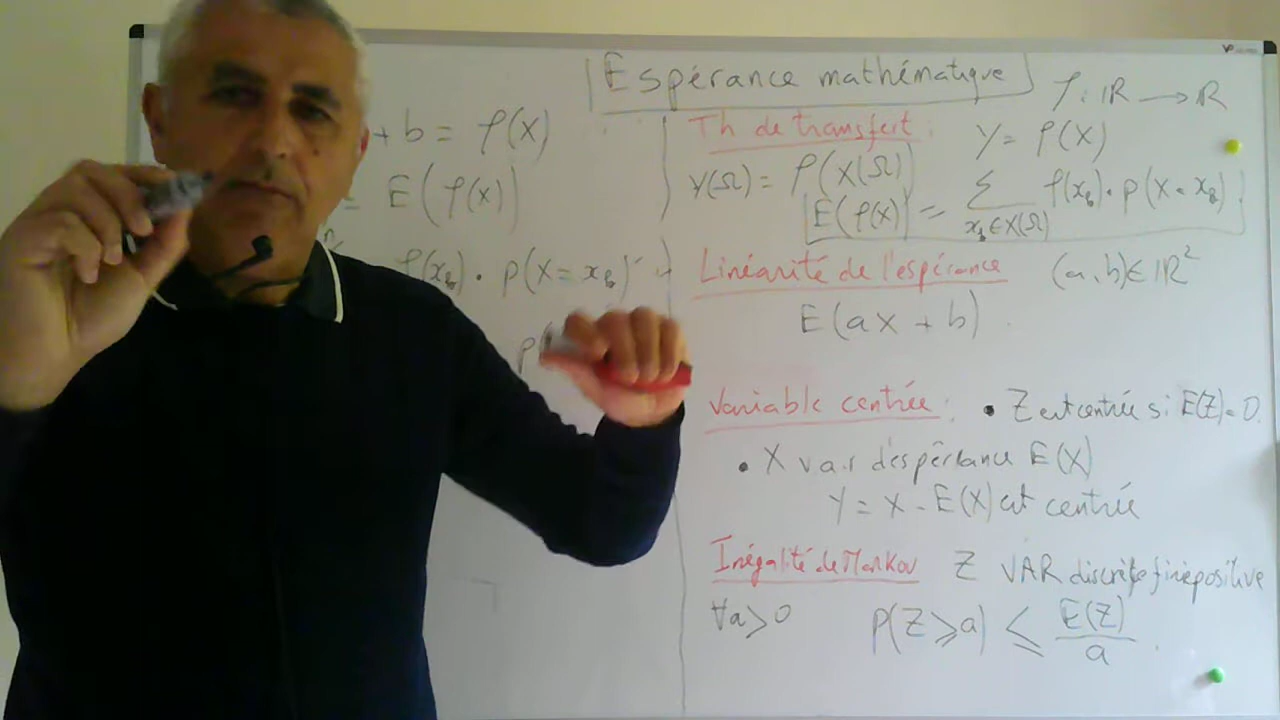 Espérance mathématique
f : ℝ → ℝ
+ b = f(X)
= E(f(X))
f(x_k) · p(X = x_k)
p(
Th de transfert :
Y = f(X)
Y(Ω) = f(X(Ω))
E(f(X)) = Σ_{x_k ∈ X(Ω)} f(x_k) · p(X = x_k)
Linéarité de l'espérance (a,b) ∈ ℝ²
E(aX + b)
Variable centrée : • Z est centrée si E(Z) = 0.
• X v.a.r d'espérance E(X)
Y = X - E(X) est centrée
Inégalité de Markov Z VAR discrète finie positive
∀a > 0 P(Z ≥ a) ≤ E(Z)/a